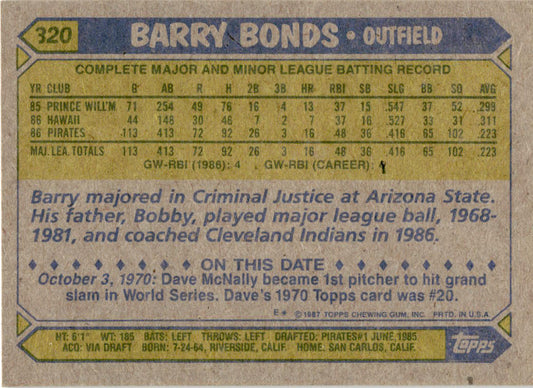 320 BARRY BONDS • OUTFIELD
COMPLETE MAJOR AND MINOR LEAGUE BATTING RECORD
YR CLUB G AB R H 2B 3B HR RBI SB SLG BB SO AVG
85 PRINCE WILL'M 71 254 49 76 16 4 13 37 15 .547 37 52 .299
86 HAWAII 44 148 30 46 7 2 7 37 16 .527 33 31 .311
86 PIRATES 113 413 72 92 26 3 16 48 36 .416 65 102 .223
MAJ. LEA. TOTALS 113 413 72 92 26 3 16 48 36 .416 65 102 .223
GW-RBI (1986): 4 GW-RBI (CAREER): 4
Barry majored in Criminal Justice at Arizona State.
His father, Bobby, played major league ball, 1968-
1981, and coached Cleveland Indians in 1986.
ON THIS DATE
October 3, 1970: Dave McNally became 1st pitcher to hit grand
slam in World Series. Dave's 1970 Topps card was #20.
E* © 1987 TOPPS CHEWING GUM, INC. PRTD. IN U.S.A.
HT: 6'1" WT: 185 BATS: LEFT THROWS: LEFT DRAFTED: PIRATES #1 JUNE, 1985
ACQ: VIA DRAFT BORN: 7-24-64, RIVERSIDE, CALIF. HOME: SAN CARLOS, CALIF.
Topps